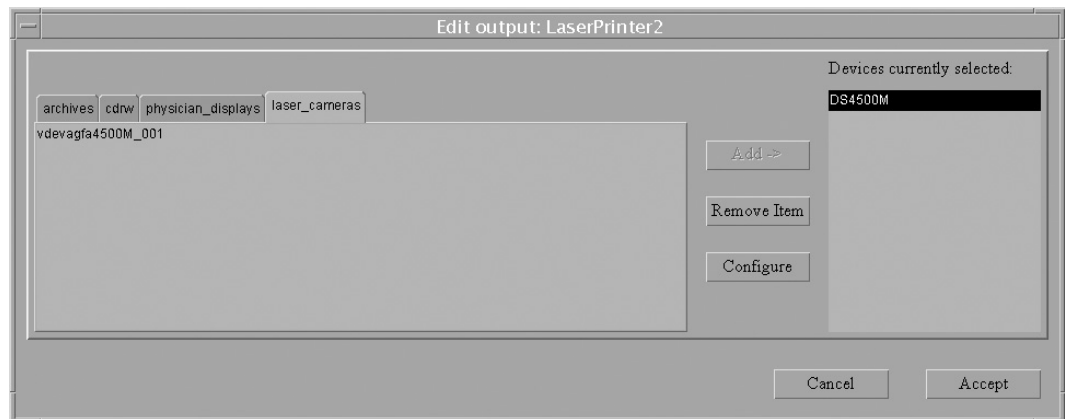 Edit output: LaserPrinter2
Devices currently selected:
archives cdrw physician_displays laser_cameras
DS4500M
vdevagfa4500M_001
Add ->
Remove Item
Configure
Cancel Accept